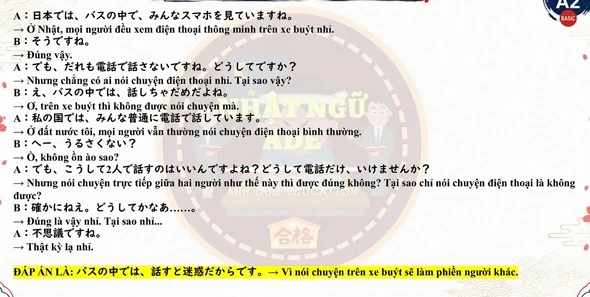 A2
BASIC
A：日本では、バスの中で、みんなスマホを見ていますね。
→ Ở Nhật, mọi người đều xem điện thoại thông minh trên xe buýt nhỉ.
B：そうですね。
→ Đúng vậy.
A：でも、だれも電話で話さないですね。どうしてですか？
→ Nhưng chẳng có ai nói chuyện điện thoại nhỉ. Tại sao vậy?
B：え、バスの中では、話しちゃだめだよね。
→ Ơ, trên xe buýt thì không được nói chuyện mà.
A：私の国では、みんな普通に電話で話しています。
→ Ở đất nước tôi, mọi người vẫn thường nói chuyện điện thoại bình thường.
B：へー、うるさくない？
→ Ồ, không ồn ào sao?
A：でも、こうして2人で話すのはいいんですよね？どうして電話だけ、いけませんか？
→ Nhưng nói chuyện trực tiếp giữa hai người như thế này thì được đúng không? Tại sao chỉ nói chuyện điện thoại là không
được?
B：確かにねえ。どうしてかなあ……。
→ Đúng là vậy nhỉ. Tại sao nhỉ...
A：不思議ですね。
→ Thật kỳ lạ nhỉ.
ĐÁP ÁN LÀ: バスの中では、話すと迷惑だからです。→ Vì nói chuyện trên xe buýt sẽ làm phiền người khác.
NHẬT NGỮ
ADE
EDUCATION
合格